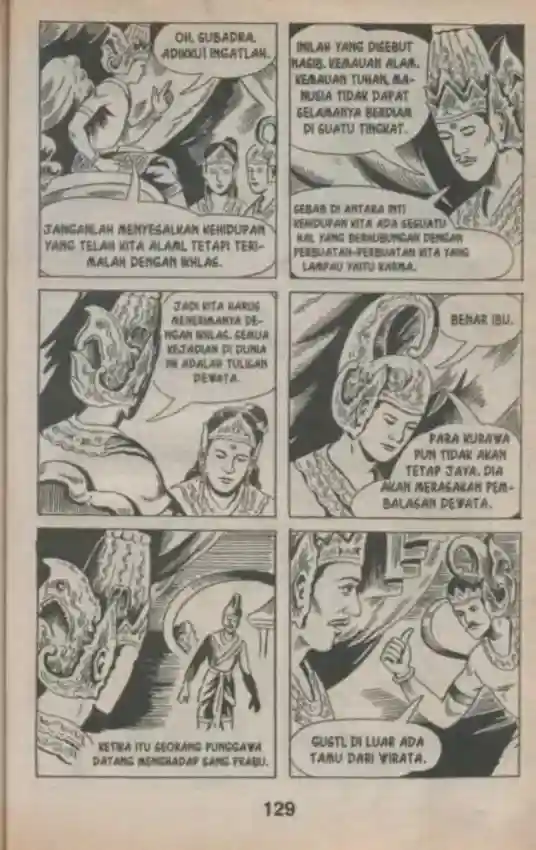 OH, SUBADRA,
ADIKKU! INGATLAH.
JANGANLAH MENYESALKAN KEHIDUPAN
YANG TELAH KITA ALAMI, TETAPI TERI-
MALAH DENGAN IKHLAS.
INILAH YANG DISEBUT
NASIB, KEMAUAN ALAM,
KEMAUAN TUHAN. MA-
NUSIA TIDAK DAPAT
SELAMANYA BERDIAM
DI SUATU TINGKAT.
SEBAB DI ANTARA INTI
KEHIDUPAN KITA ADA SESUATU
HAL YANG BERHUBUNGAN DENGAN
PERBUATAN-PERBUATAN KITA YANG
LAMPAU YAITU KARMA.
JADI KITA HARUS
MENERIMANYA DE-
NGAN IKHLAS. SEMUA
KEJADIAN DI DUNIA
INI ADALAH TULISAN
DEWATA.
BENAR IBU.
PARA KURAWA
PUN TIDAK AKAN
TETAP JAYA. DIA
AKAN MERASAKAN PEM-
BALASAN DEWATA.
KETIKA ITU SEORANG PUNGGAWA
DATANG MENGHADAP SANG PRABU.
GUSTI, DI LUAR ADA
TAMU DARI WIRATA.
129